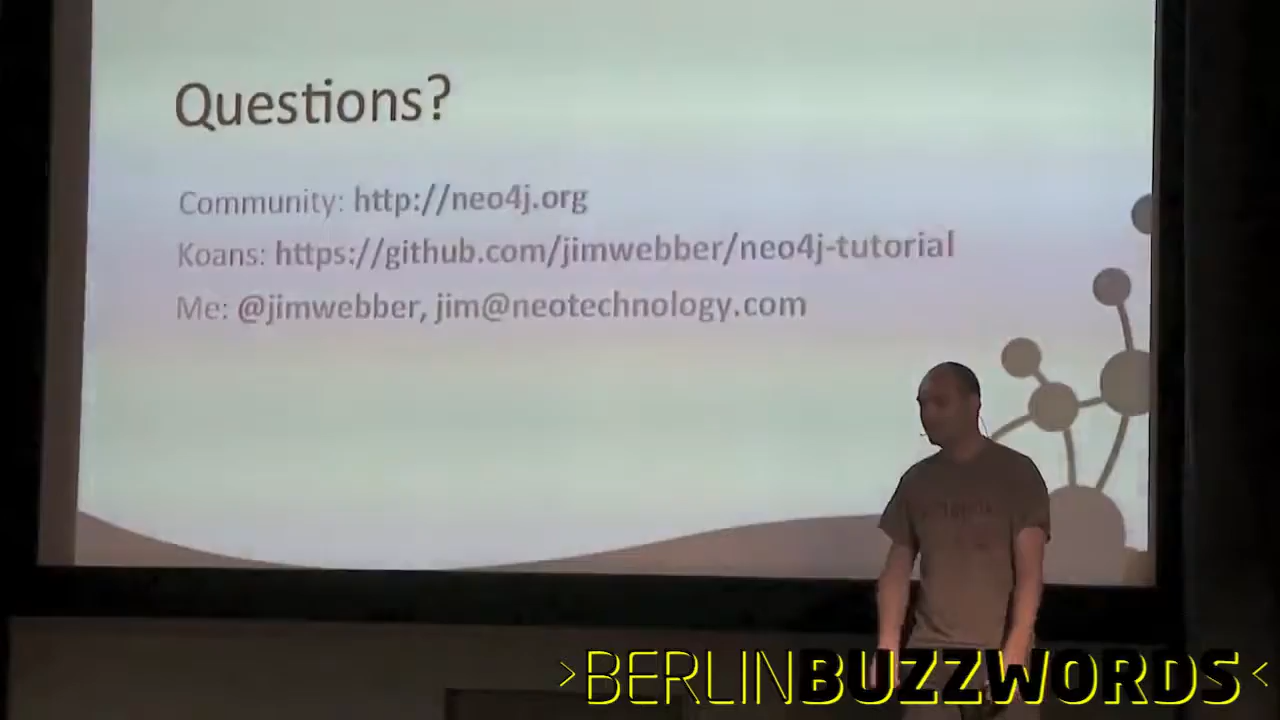 Questions?
Community: http://neo4j.org
Koans: https://github.com/jimwebber/neo4j-tutorial
Me: @jimwebber, jim@neotechnology.com
>BERLINBUZZWORDS<